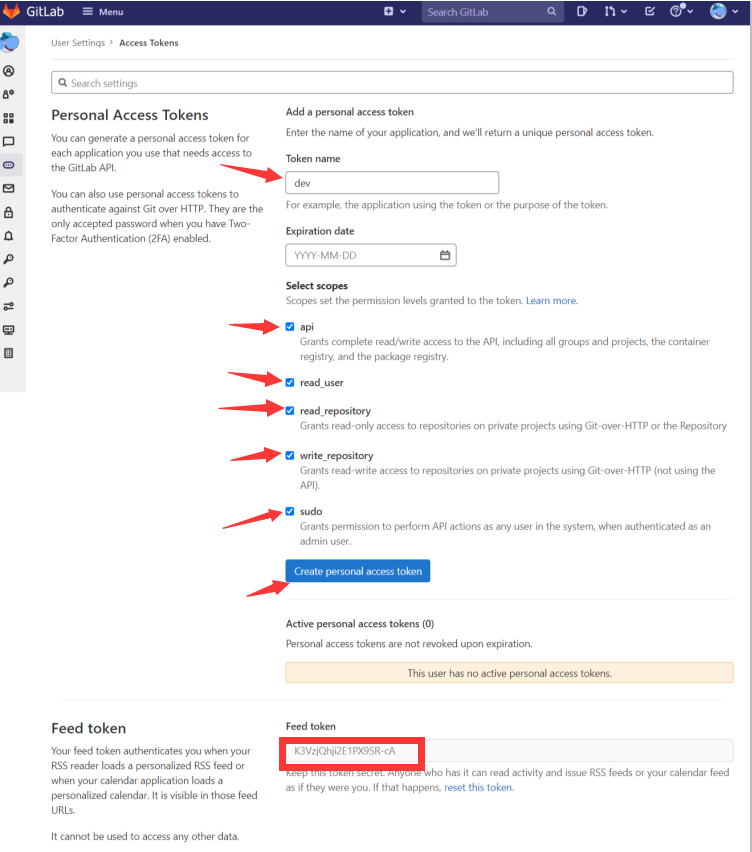 GitLab Menu Search GitLab
User Settings > Access Tokens
Search settings
Personal Access Tokens
You can generate a personal access token for
each application you use that needs access to
the GitLab API.
You can also use personal access tokens to
authenticate against Git over HTTP. They are the
only accepted password when you have Two-
Factor Authentication (2FA) enabled.
Add a personal access token
Enter the name of your application, and we'll return a unique personal access token.
Token name
dev
For example, the application using the token or the purpose of the token.
Expiration date
YYYY-MM-DD
Select scopes
Scopes set the permission levels granted to the token. Learn more.
api
Grants complete read/write access to the API, including all groups and projects, the container
registry, and the package registry.
read_user
read_repository
Grants read-only access to repositories on private projects using Git-over-HTTP or the Repository
write_repository
Grants read-write access to repositories on private projects using Git-over-HTTP (not using the
API).
sudo
Grants permission to perform API actions as any user in the system, when authenticated as an
admin user.
Create personal access token
Active personal access tokens (0)
Personal access tokens are not revoked upon expiration.
This user has no active personal access tokens.
Feed token
Your feed token authenticates you when your
RSS reader loads a personalized RSS feed or
when your calendar application loads a
personalized calendar. It is visible in those feed
URLs.
It cannot be used to access any other data.
Feed token
K3VzjQhji2E1PX9SR-cA
Keep this token secret. Anyone who has it can read activity and issue RSS feeds or your calendar feed
as if they were you. If that happens, reset this token.